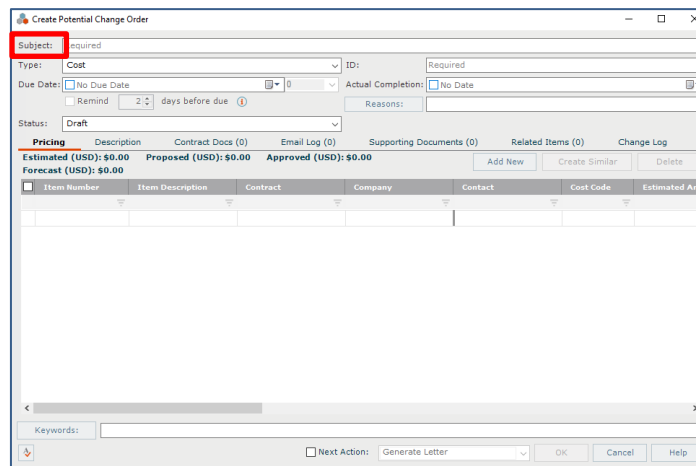 Create Potential Change Order
Subject: Required
Type: Cost ID: Required
Due Date: No Due Date 0 Actual Completion: No Date
Remind 2 days before due Reasons:
Status: Draft
Pricing Description Contract Docs (0) Email Log (0) Supporting Documents (0) Related Items (0) Change Log
Estimated (USD): $0.00 Proposed (USD): $0.00 Approved (USD): $0.00
Forecast (USD): $0.00
Add New Create Similar Delete
Item Number Item Description Contract Company Contact Cost Code Estimated
Keywords:
Next Action: Generate Letter OK Cancel Help